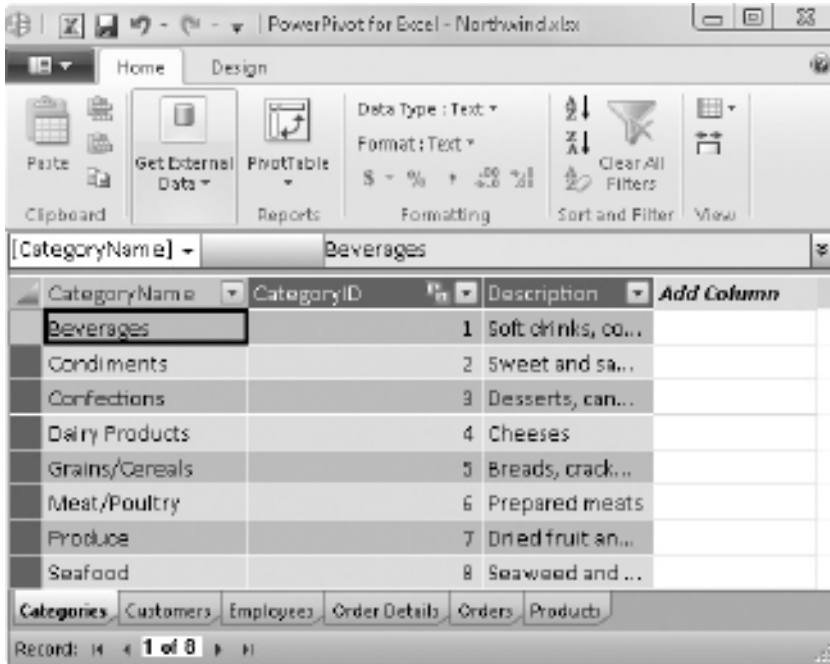 PowerPivot for Excel - Northwind.xlsx
Home Design
Data Type : Text
Format : Text
Paste Get External Data PivotTable $ % Clear All Filters
Clipboard Reports Formatting Sort and Filter View
[CategoryName] Beverages
CategoryName CategoryID Description Add Column
Beverages 1 Soft drinks, co...
Condiments 2 Sweet and sa...
Confections 3 Desserts, can...
Dairy Products 4 Cheeses
Grains/Cereals 5 Breads, crack...
Meat/Poultry 6 Prepared meats
Produce 7 Dried fruit an...
Seafood 8 Seaweed and ...
Categories Customers Employees Order Details Orders Products
Record: 1 of 8